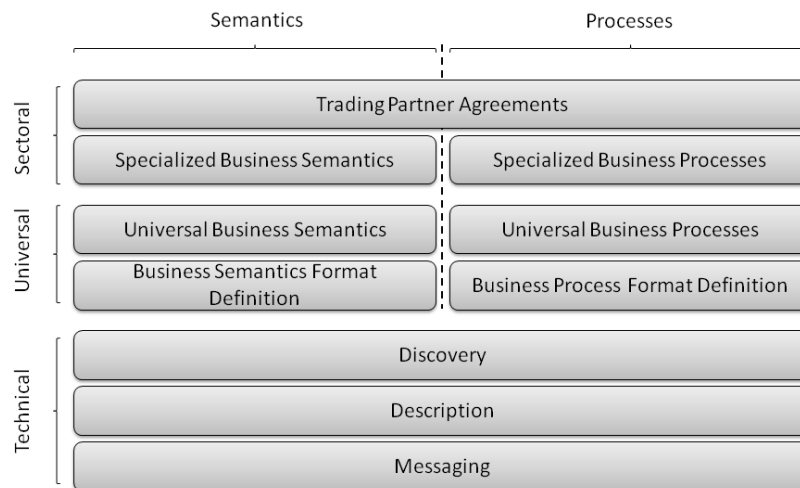 Semantics
Processes
Sectoral
Trading Partner Agreements
Specialized Business Semantics
Specialized Business Processes
Universal
Universal Business Semantics
Universal Business Processes
Business Semantics Format
Definition
Business Process Format Definition
Technical
Discovery
Description
Messaging